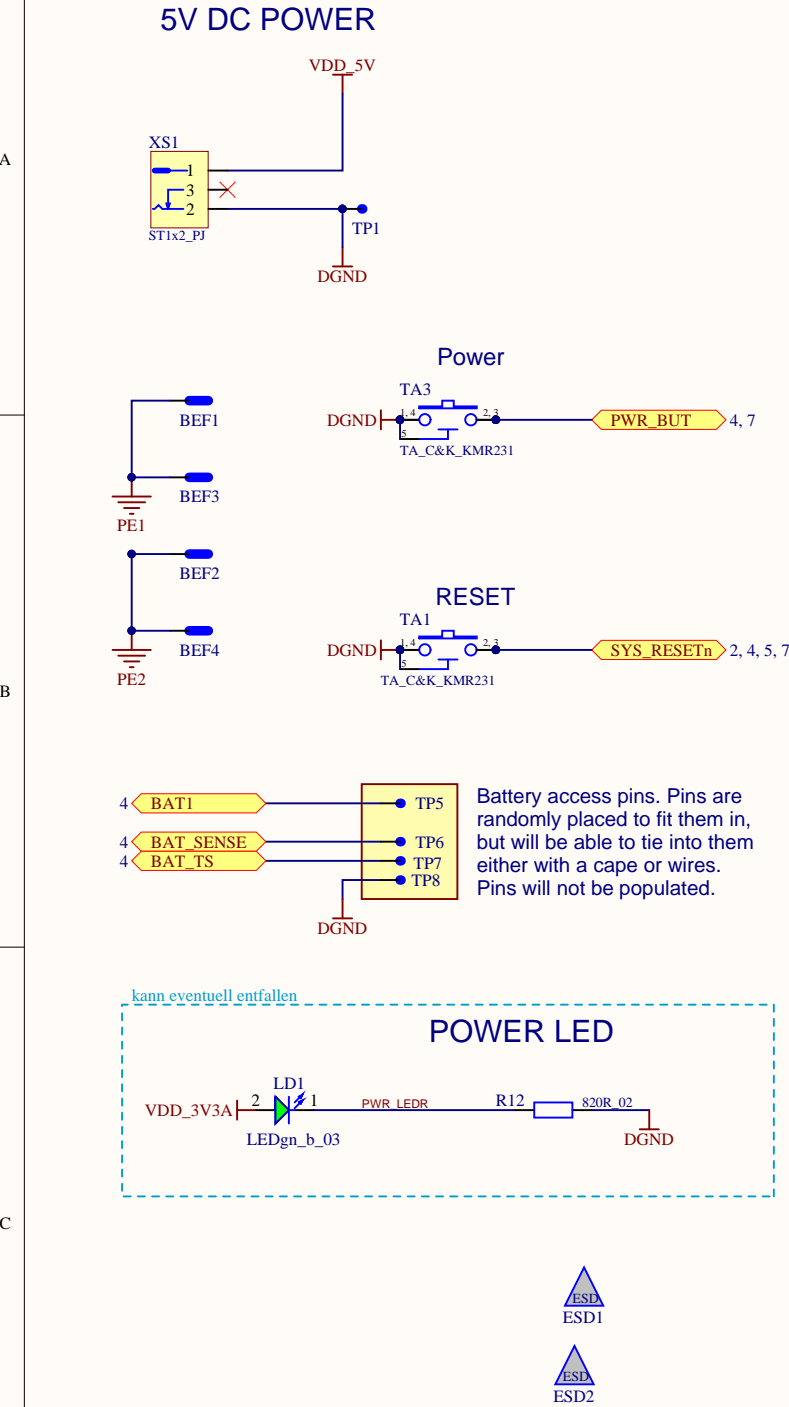 5V DC POWER
VDD_5V
A
XS1
1
3
2
ST1x2_PJ
TP1
DGND
Power
TA3
BEF1
DGND
1, 4
2, 3
5
PWR_BUT
4, 7
TA_C&K_KMR231
BEF3
PE1
BEF2
RESET
TA1
BEF4
DGND
1, 4
2, 3
5
SYS_RESETn
2, 4, 5, 7
TA_C&K_KMR231
PE2
B
4 BAT1
TP5
4 BAT_SENSE
TP6
4 BAT_TS
TP7
TP8
DGND
Battery access pins. Pins are
randomly placed to fit them in,
but will be able to tie into them
either with a cape or wires.
Pins will not be populated.
kann eventuell entfallen
POWER LED
LD1
VDD_3V3A
2
1
PWR_LEDR
R12
820R_02
LEDgn_b_03
DGND
C
ESD
ESD1
ESD
ESD2